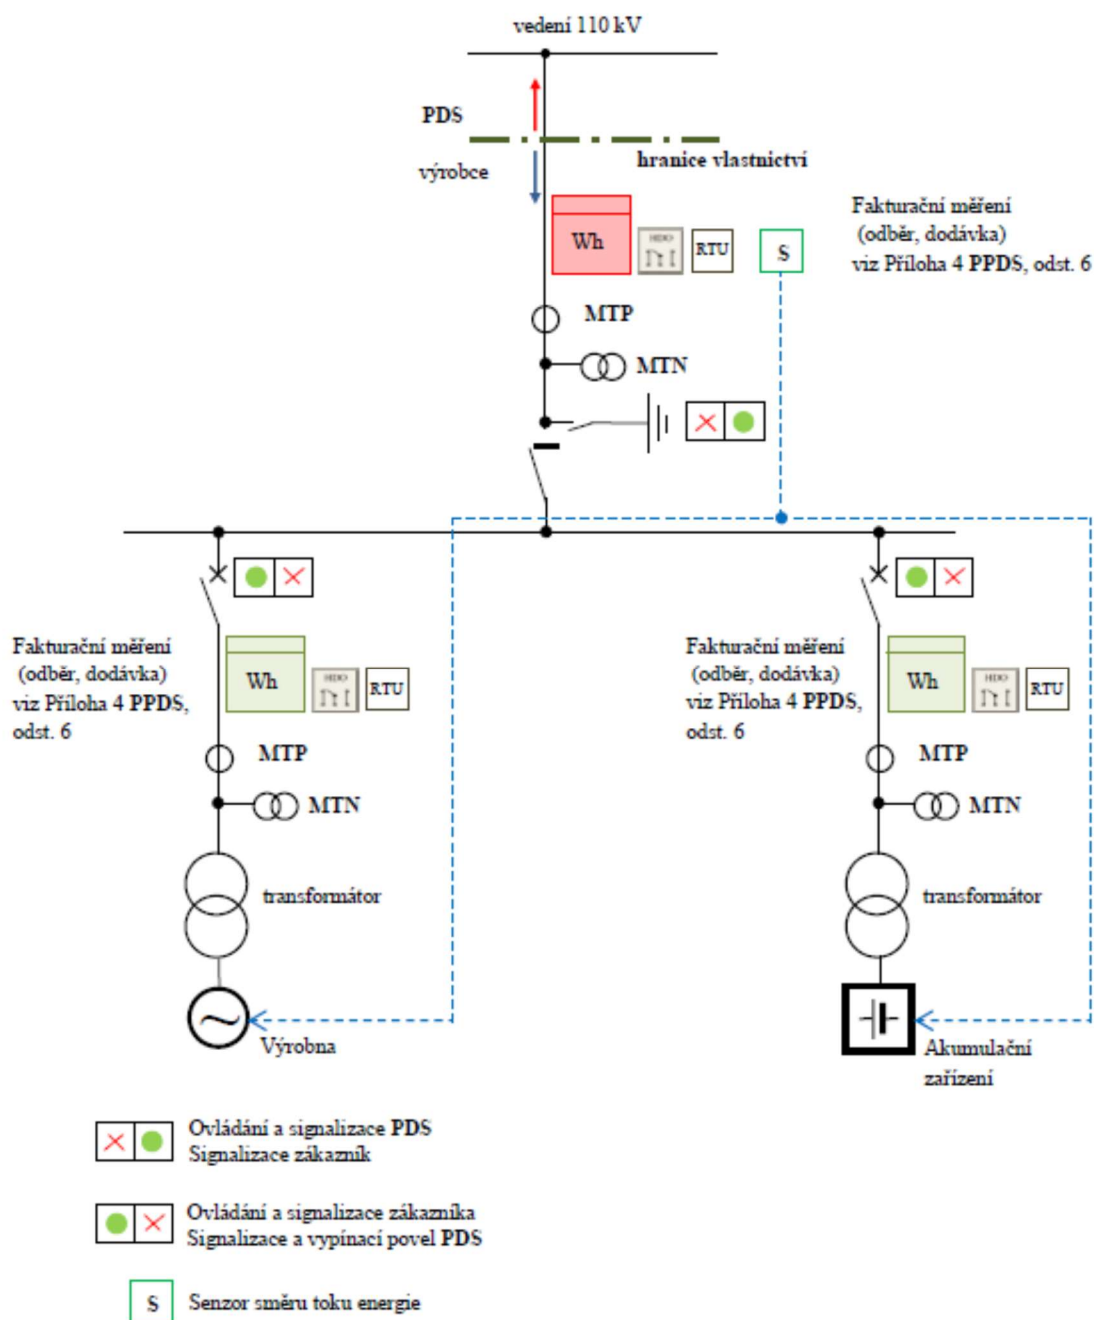 vedení 110 kV
PDS
hranice vlastnictví
výrobce
Fakturační měření
(odběr, dodávka)
viz Příloha 4 PPDS, odst. 6
Wh
HDO
RTU
S
MTP
MTN
Fakturační měření
(odběr, dodávka)
viz Příloha 4 PPDS,
odst. 6
Wh
HDO
RTU
MTP
MTN
transformátor
Výrobna
Fakturační měření
(odběr, dodávka)
viz Příloha 4 PPDS,
odst. 6
Wh
HDO
RTU
MTP
MTN
transformátor
Akumulační
zařízení
Ovládání a signalizace PDS
Signalizace zákazník
Ovládání a signalizace zákazníka
Signalizace a vypínací povel PDS
S
Senzor směru toku energie